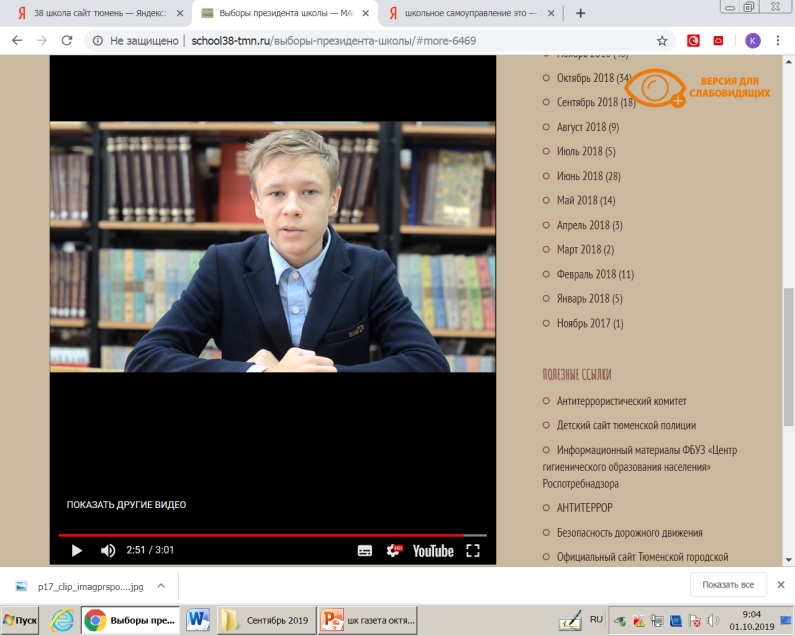 38 школа сайт тюмень — Яндекс:
Выборы президента школы — МА
школьное самоуправление это —
Не защищено | school38-tmn.ru/выборы-президента-школы/#more-6469
Октябрь 2018 (34)
Сентябрь 2018 (18)
Август 2018 (9)
Июль 2018 (5)
Июнь 2018 (28)
Май 2018 (14)
Апрель 2018 (3)
Март 2018 (2)
Февраль 2018 (11)
Январь 2018 (5)
Ноябрь 2017 (1)
ВЕРСИЯ ДЛЯ
СЛАБОВИДЯЩИХ
ПОЛЕЗНЫЕ ССЫЛКИ
Антитеррористический комитет
Детский сайт тюменской полиции
Информационный материалы ФБУЗ «Центр
гигиенического образования населения»
Роспотребнадзора
АНТИТЕРРОР
Безопасность дорожного движения
Официальный сайт Тюменской городской
ПОКАЗАТЬ ДРУГИЕ ВИДЕО
2:51 / 3:01
HD
YouTube
p17_clip_imagprspo....jpg
Показать все
Пуск
Выборы пре...
Сентябрь 2019
шк газета октя...
RU
9:04
01.10.2019